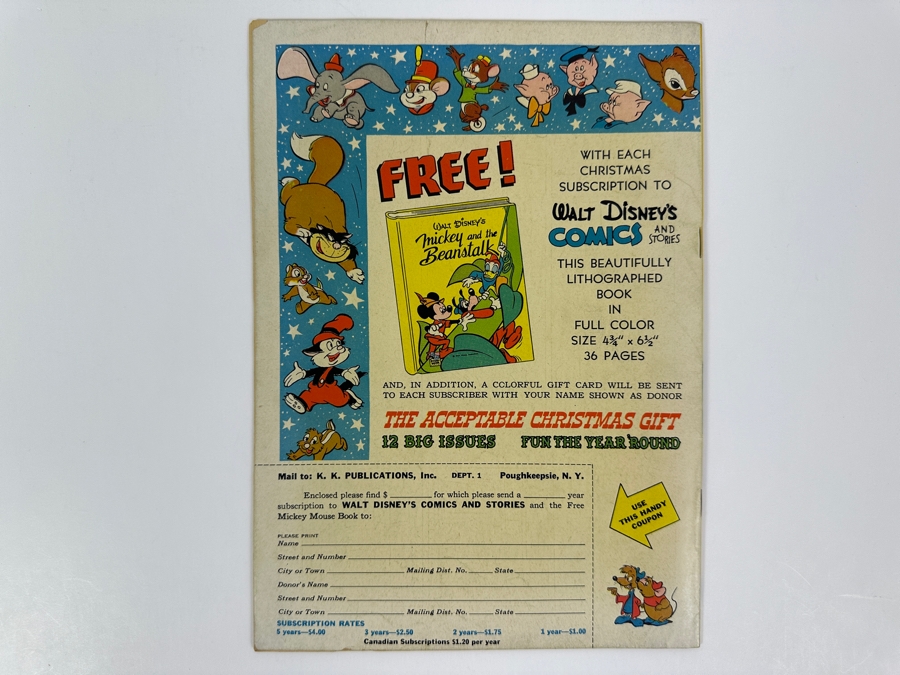 FREE!
WITH EACH
CHRISTMAS
SUBSCRIPTION TO
WALT DISNEY'S
COMICS AND STORIES
THIS BEAUTIFULLY
LITHOGRAPHED
BOOK
IN
FULL COLOR
SIZE 4¾" x 6½"
36 PAGES
WALT DISNEY'S
Mickey and the
Beanstalk
AND, IN ADDITION, A COLORFUL GIFT CARD WILL BE SENT
TO EACH SUBSCRIBER WITH YOUR NAME SHOWN AS DONOR
THE ACCEPTABLE CHRISTMAS GIFT
12 BIG ISSUES FUN THE YEAR 'ROUND
Mail to: K. K. PUBLICATIONS, Inc. DEPT. 1 Poughkeepsie, N. Y.
Enclosed please find $ for which please send a year
subscription to WALT DISNEY'S COMICS AND STORIES and the Free
Mickey Mouse Book to:
PLEASE PRINT
Name
Street and Number
City or Town Mailing Dist. No. State
Donor's Name
Street and Number
City or Town Mailing Dist. No. State
SUBSCRIPTION RATES
5 years—$4.00 3 years—$2.50 2 years—$1.75 1 year—$1.00
Canadian Subscriptions $1.20 per year
USE
THIS HANDY
COUPON